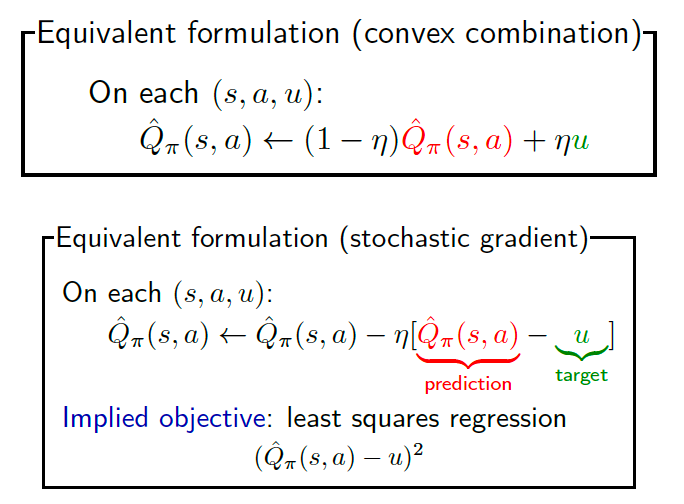 Equivalent formulation (convex combination)
On each (s, a, u):
Q̂π(s, a) ← (1 − η)Q̂π(s, a) + ηu
Equivalent formulation (stochastic gradient)
On each (s, a, u):
Q̂π(s, a) ← Q̂π(s, a) − η[Q̂π(s, a) − u]
prediction target
Implied objective: least squares regression
(Q̂π(s, a) − u)²